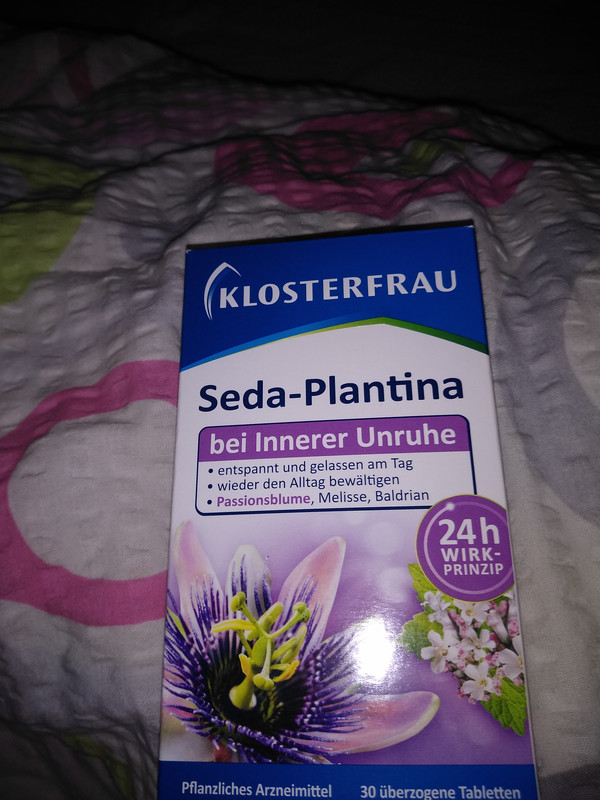 KLOSTERFRAU
Seda-Plantina
bei Innerer Unruhe
• entspannt und gelassen am Tag
• wieder den Alltag bewältigen
• Passionsblume, Melisse, Baldrian
24h
WIRK-
PRINZIP
Pflanzliches Arzneimittel 30 überzogene Tabletten